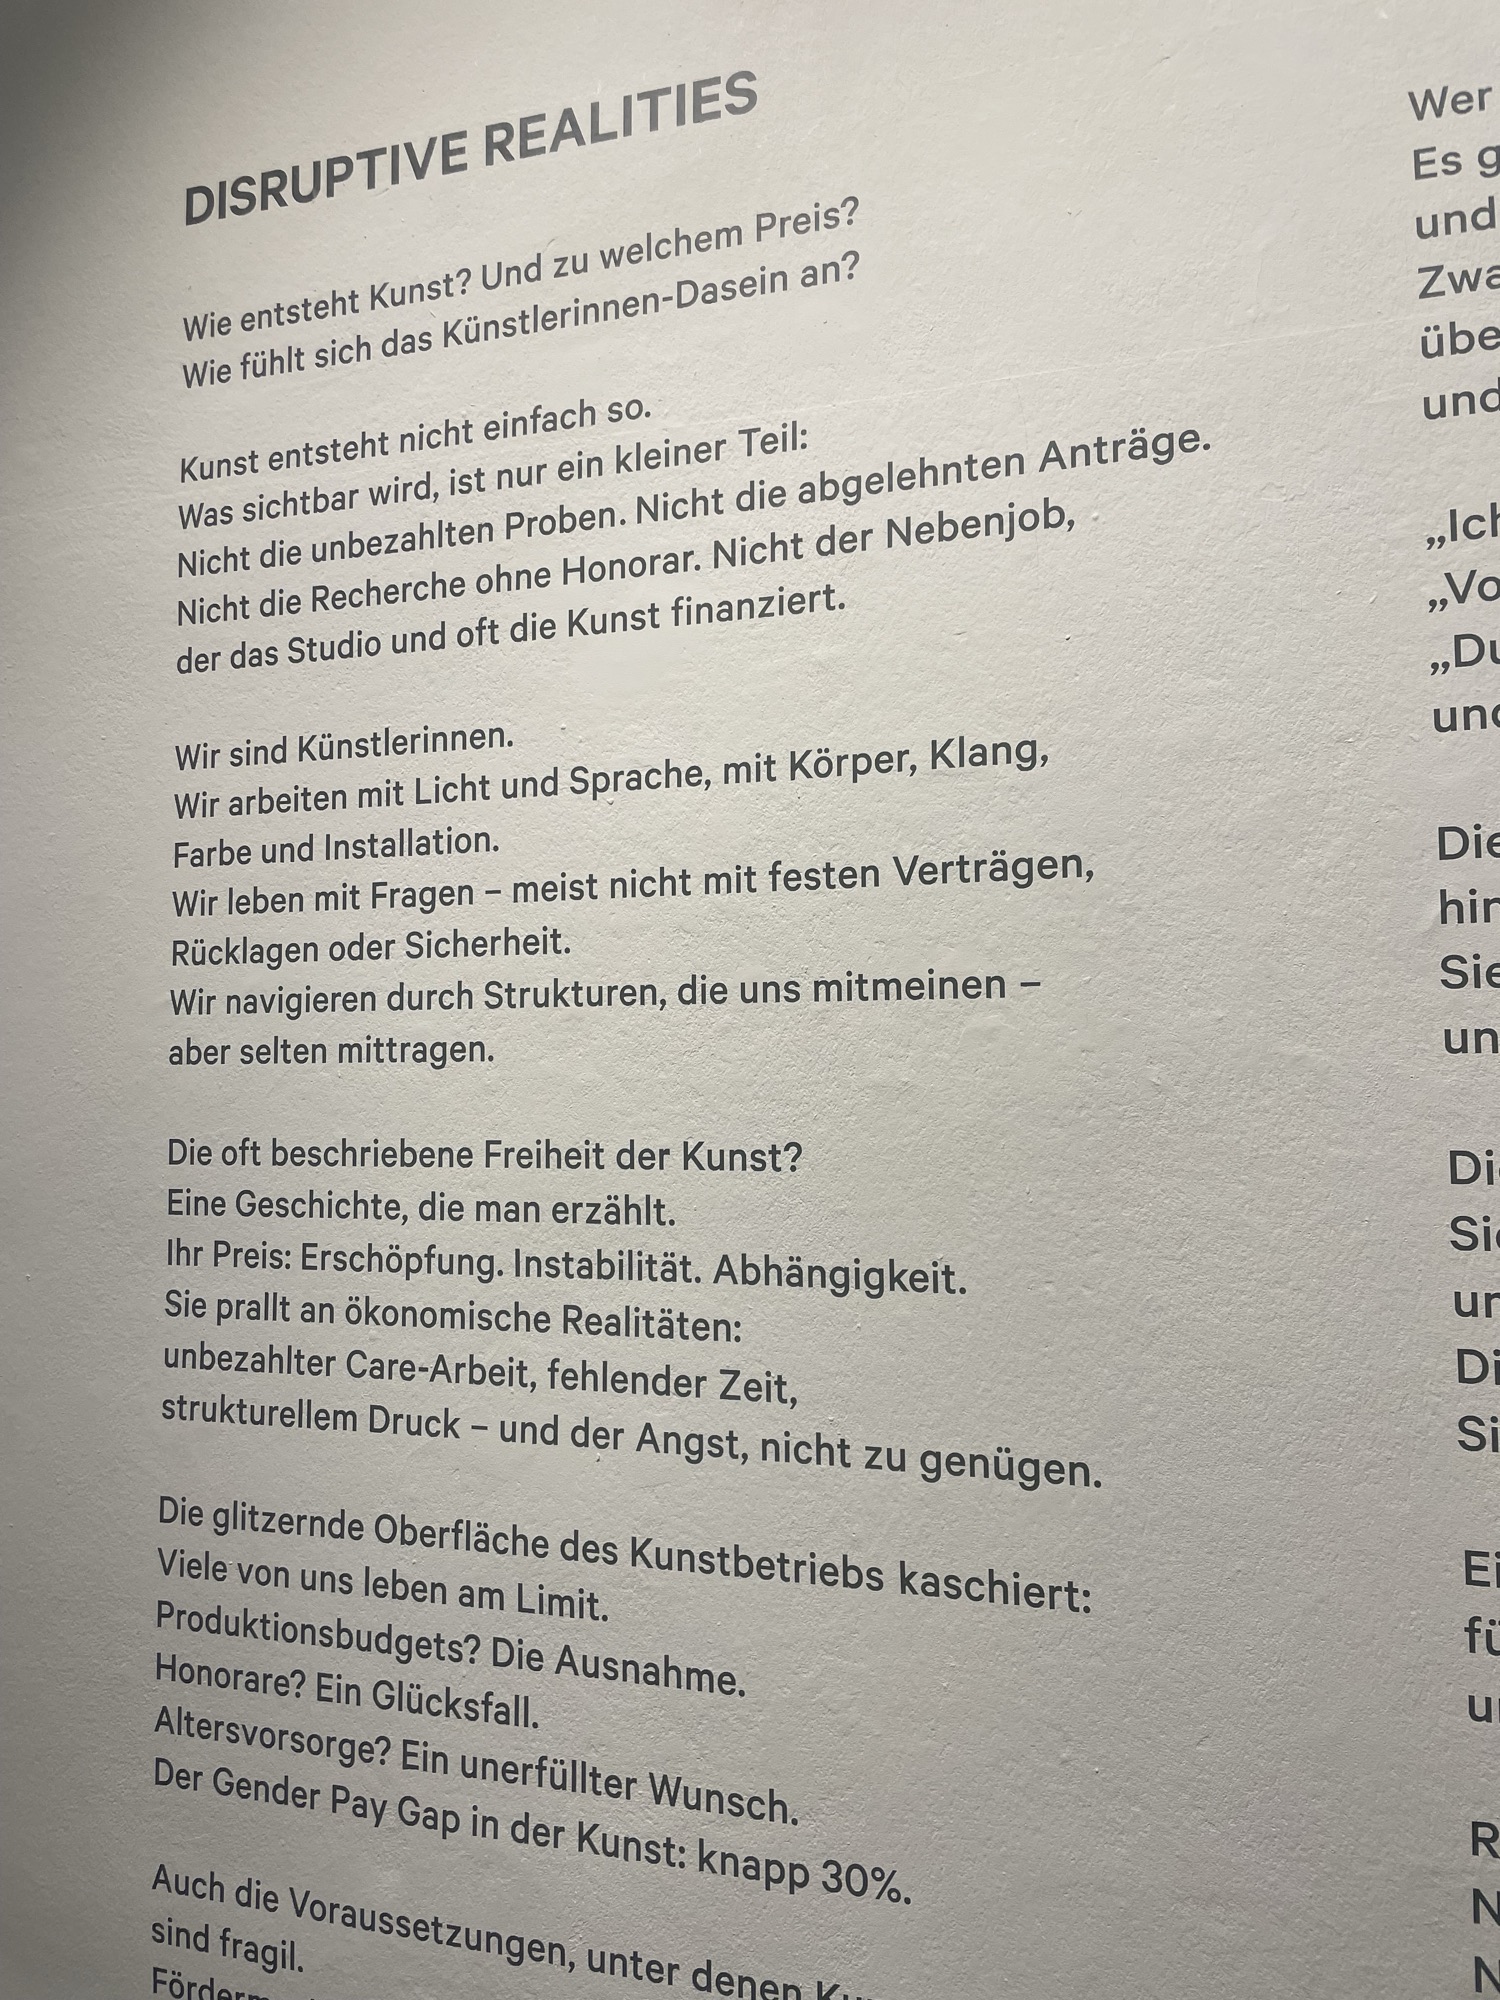 DISRUPTIVE REALITIES
Wie entsteht Kunst? Und zu welchem Preis?
Wie fühlt sich das Künstlerinnen-Dasein an?
Kunst entsteht nicht einfach so.
Was sichtbar wird, ist nur ein kleiner Teil:
Nicht die unbezahlten Proben. Nicht die abgelehnten Anträge.
Nicht die Recherche ohne Honorar. Nicht der Nebenjob,
der das Studio und oft die Kunst finanziert.
Wir sind Künstlerinnen.
Wir arbeiten mit Licht und Sprache, mit Körper, Klang,
Farbe und Installation.
Wir leben mit Fragen – meist nicht mit festen Verträgen,
Rücklagen oder Sicherheit.
Wir navigieren durch Strukturen, die uns mitmeinen –
aber selten mittragen.
Die oft beschriebene Freiheit der Kunst?
Eine Geschichte, die man erzählt.
Ihr Preis: Erschöpfung. Instabilität. Abhängigkeit.
Sie prallt an ökonomische Realitäten:
unbezahlter Care-Arbeit, fehlender Zeit,
strukturellem Druck – und der Angst, nicht zu genügen.
Die glitzernde Oberfläche des Kunstbetriebs kaschiert:
Viele von uns leben am Limit.
Produktionsbudgets? Die Ausnahme.
Honorare? Ein Glücksfall.
Altersvorsorge? Ein unerfüllter Wunsch.
Der Gender Pay Gap in der Kunst: knapp 30%.
Auch die Voraussetzungen, unter denen
sind fragil.
Wer
Es
und
und